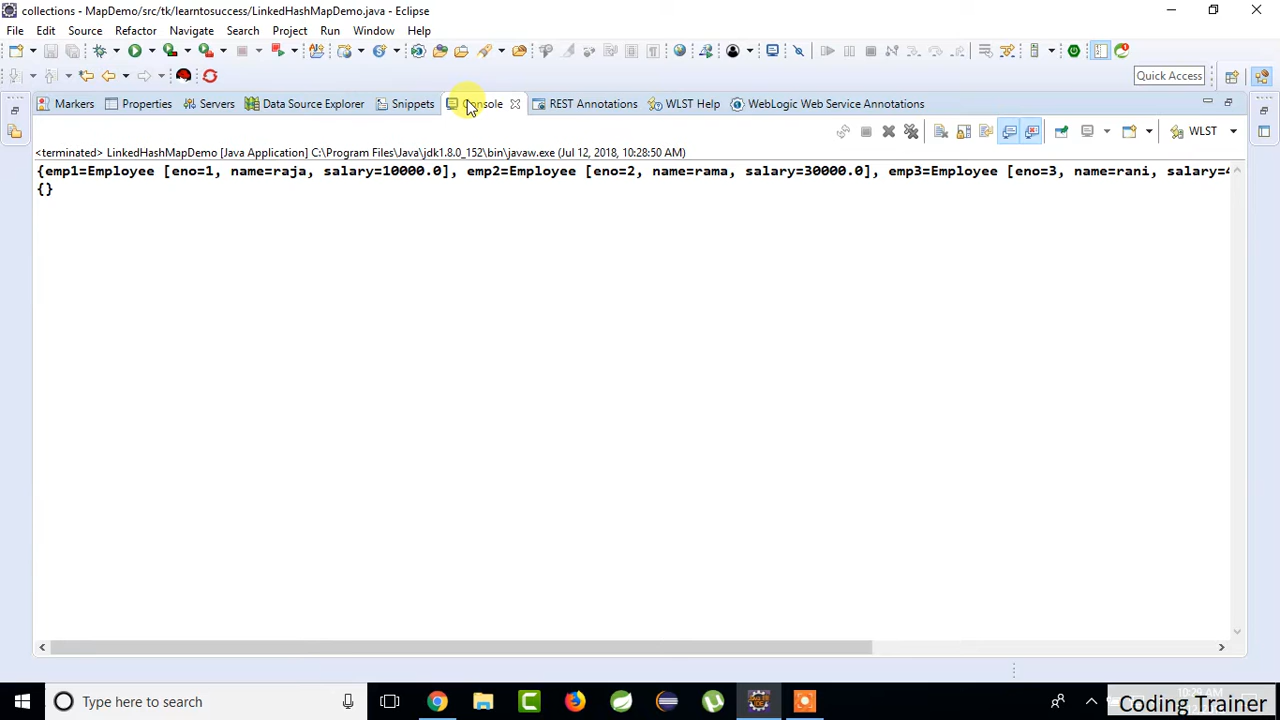 collections - MapDemo/src/tk/learntosuccess/LinkedHashMapDemo.java - Eclipse
File Edit Source Refactor Navigate Search Project Run Window Help
Quick Access
Markers Properties Servers Data Source Explorer Snippets Console REST Annotations WLST Help WebLogic Web Service Annotations
WLST
<terminated> LinkedHashMapDemo [Java Application] C:\Program Files\Java\jdk1.8.0_152\bin\javaw.exe (Jul 12, 2018, 10:28:50 AM)
{emp1=Employee [eno=1, name=raja, salary=10000.0], emp2=Employee [eno=2, name=rama, salary=30000.0], emp3=Employee [eno=3, name=rani, salary=4
{}
Type here to search
Coding Trainer